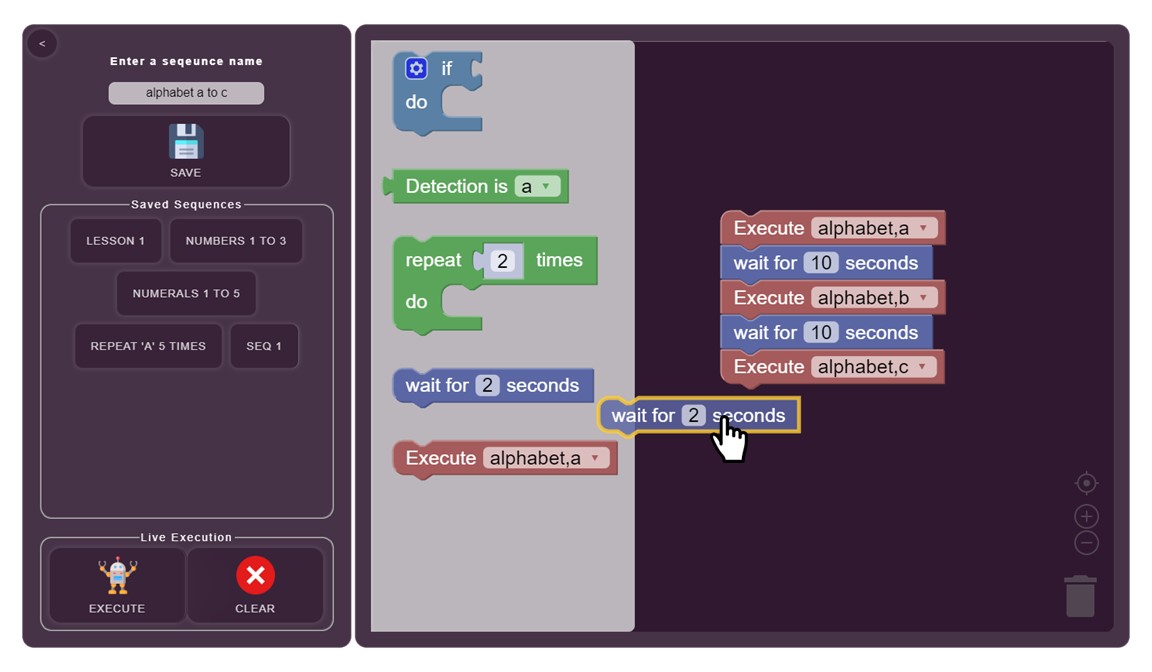 <
Enter a seqeunce name
alphabet a to c
SAVE
Saved Sequences
LESSON 1
NUMBERS 1 TO 3
NUMERALS 1 TO 5
REPEAT 'A' 5 TIMES
SEQ 1
Live Execution
EXECUTE
CLEAR
if
do
Detection is a
repeat 2 times
do
wait for 2 seconds
Execute alphabet,a
Execute alphabet,a
wait for 10 seconds
Execute alphabet,b
wait for 10 seconds
Execute alphabet,c
wait for 2 seconds